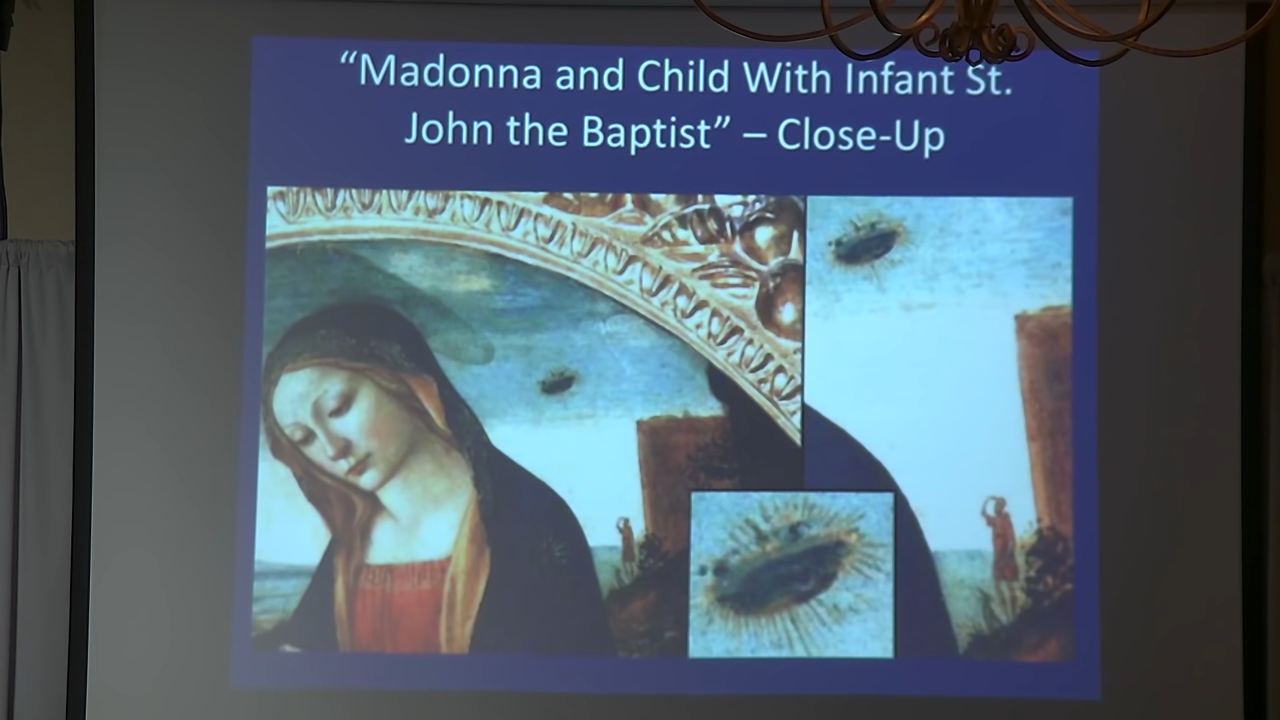 “Madonna and Child With Infant St.
John the Baptist” – Close-Up